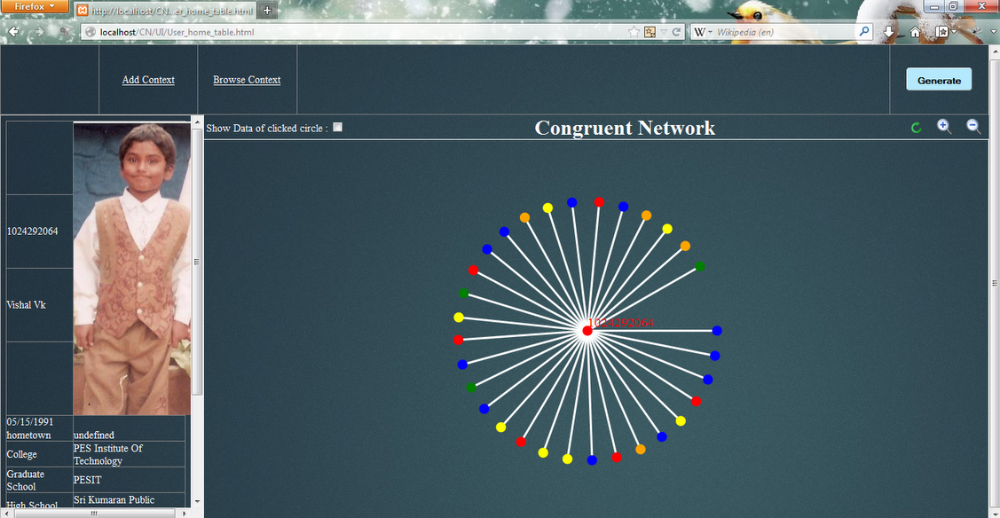 Firefox
http://localhost/CN...er_home_table.html
localhost/CN/UI/User_home_table.html
W Wikipedia (en)
Add Context
Browse Context
Generate
Show Data of clicked circle :
Congruent Network
1024292064
Vishal Vk
1024292064
05/15/1991
hometown
undefined
College
PES Institute Of
Technology
Graduate
School
PESIT
High School
Sri Kumaran Public